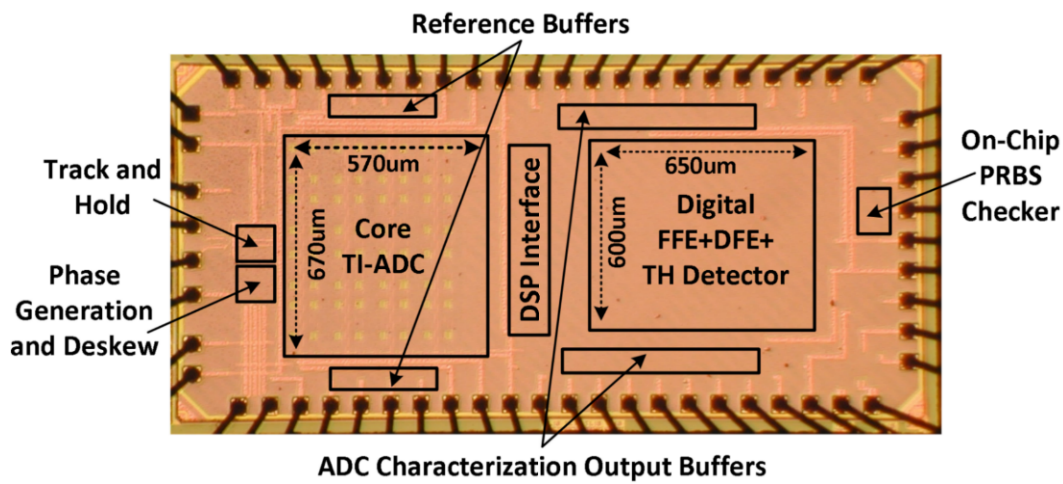 Reference Buffers
Track and
Hold
Phase
Generation
and Deskew
570um
670um
Core
TI-ADC
DSP Interface
650um
600um
Digital
FFE+DFE+
TH Detector
On-Chip
PRBS
Checker
ADC Characterization Output Buffers